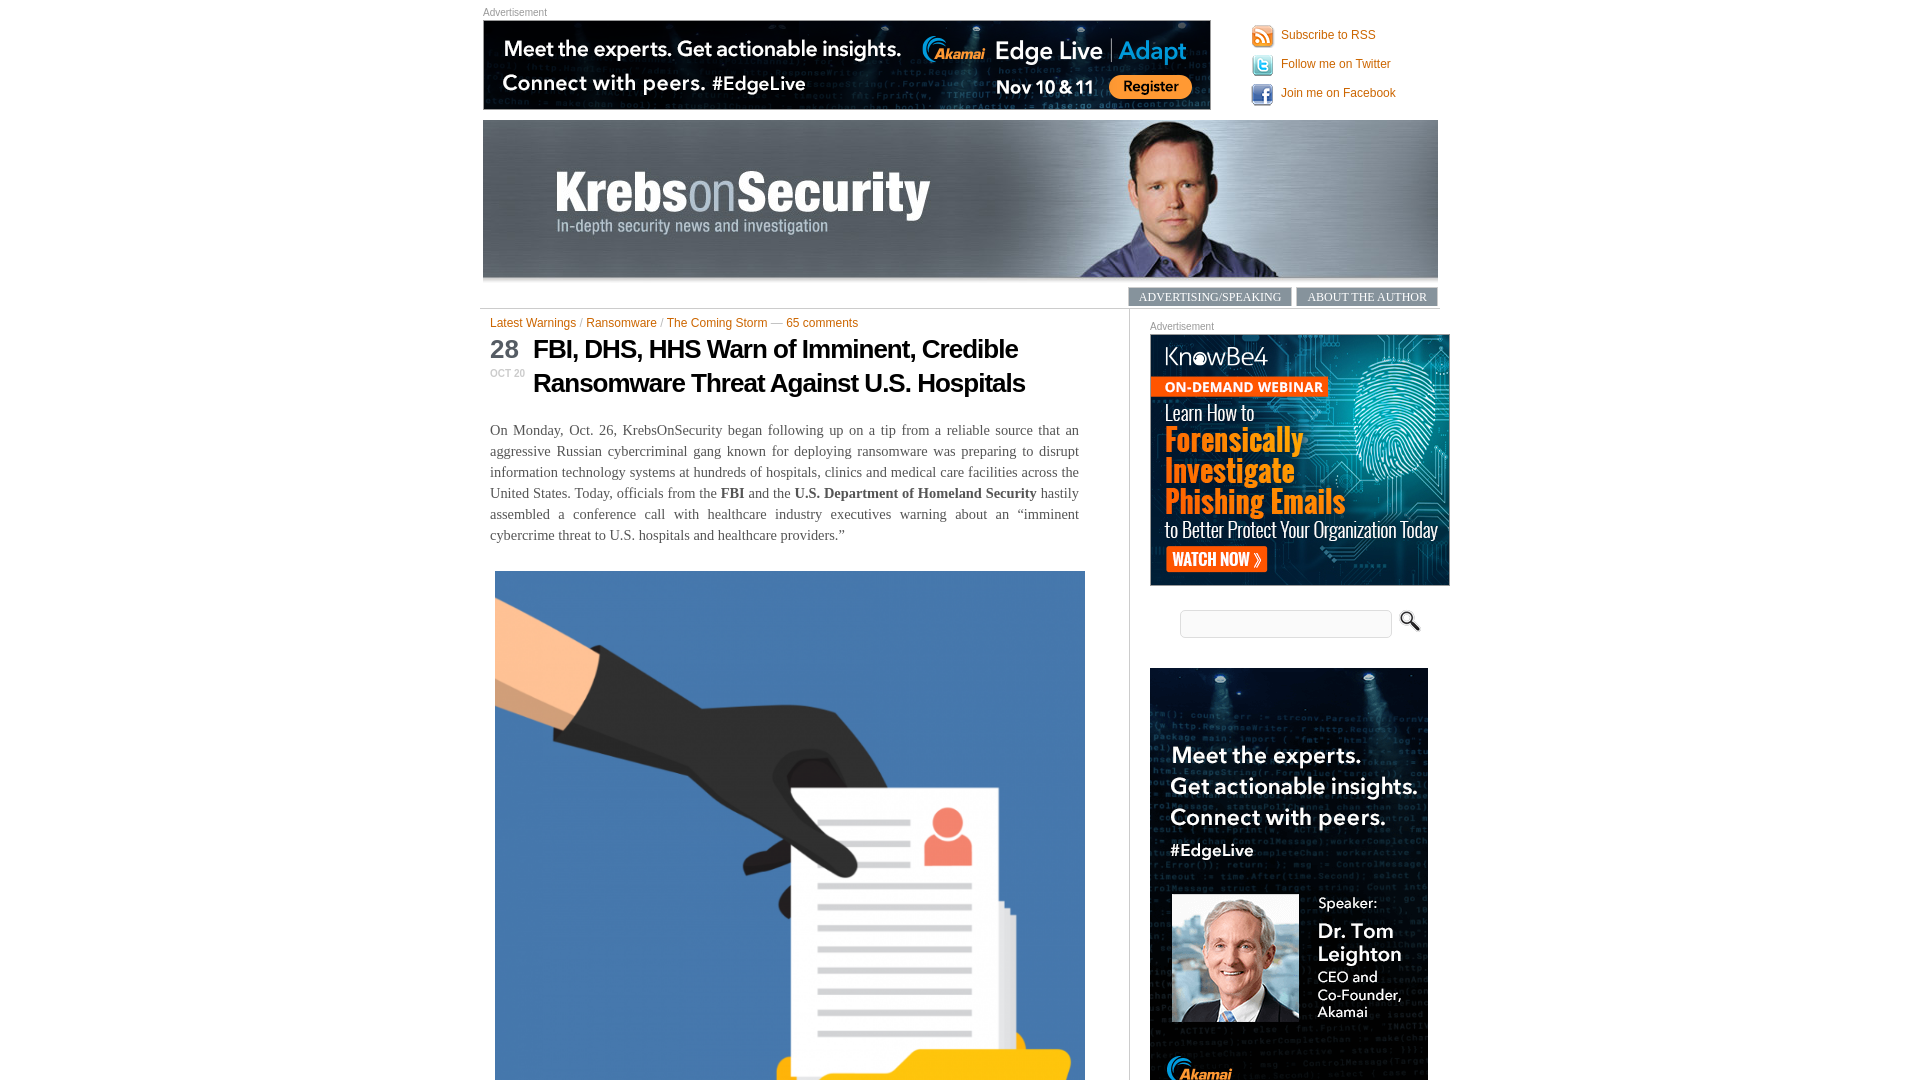 Advertisement
Meet the experts. Get actionable insights.
Connect with peers. #EdgeLive
Akamai Edge Live | Adapt
Nov 10 & 11 Register
Subscribe to RSS
Follow me on Twitter
Join me on Facebook
KrebsonSecurity
In-depth security news and investigation
ADVERTISING/SPEAKING ABOUT THE AUTHOR
Latest Warnings / Ransomware / The Coming Storm — 65 comments
28 FBI, DHS, HHS Warn of Imminent, Credible
OCT 20 Ransomware Threat Against U.S. Hospitals
On Monday, Oct. 26, KrebsOnSecurity began following up on a tip from a reliable source that an
aggressive Russian cybercriminal gang known for deploying ransomware was preparing to disrupt
information technology systems at hundreds of hospitals, clinics and medical care facilities across the
United States. Today, officials from the FBI and the U.S. Department of Homeland Security hastily
assembled a conference call with healthcare industry executives warning about an “imminent
cybercrime threat to U.S. hospitals and healthcare providers.”
Advertisement
KnowBe4
ON-DEMAND WEBINAR
Learn How to
Forensically
Investigate
Phishing Emails
to Better Protect Your Organization Today
WATCH NOW »
Meet the experts.
Get actionable insights.
Connect with peers.
#EdgeLive
Speaker:
Dr. Tom
Leighton
CEO and
Co-Founder,
Akamai
Akamai